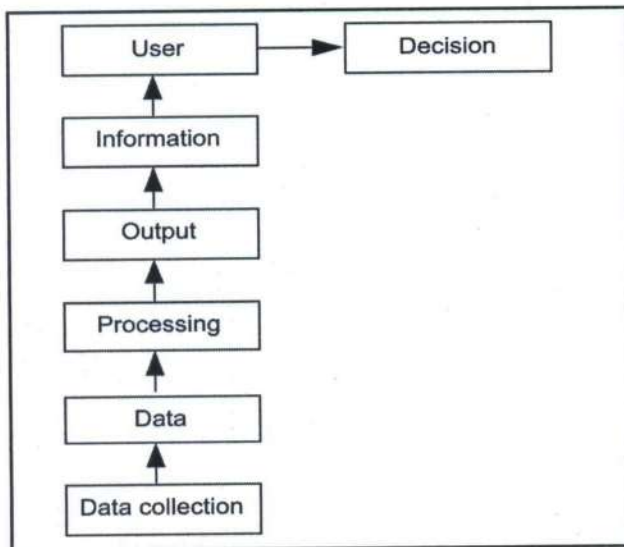 User
Decision
Information
Output
Processing
Data
Data collection